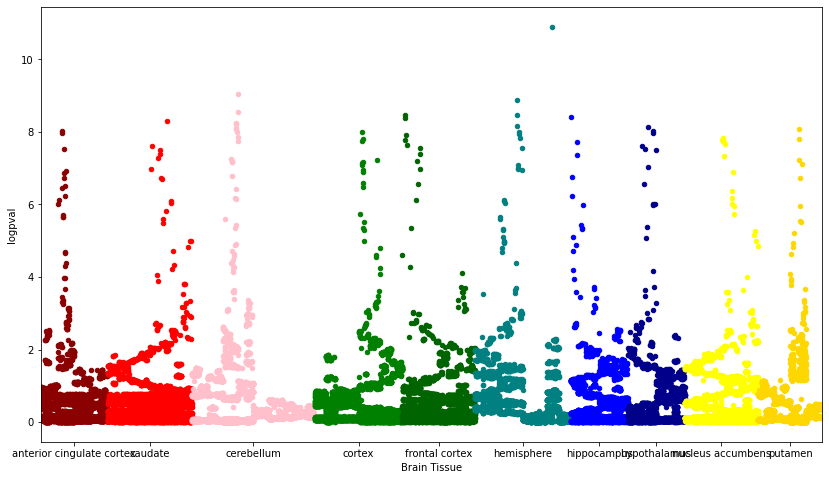 10
8
6
4
2
0
logpval
anterior cingulate cortex caudate cerebellum cortex frontal cortex hemisphere hippocamphus hypothalamus nucleus accumbens putamen
Brain Tissue